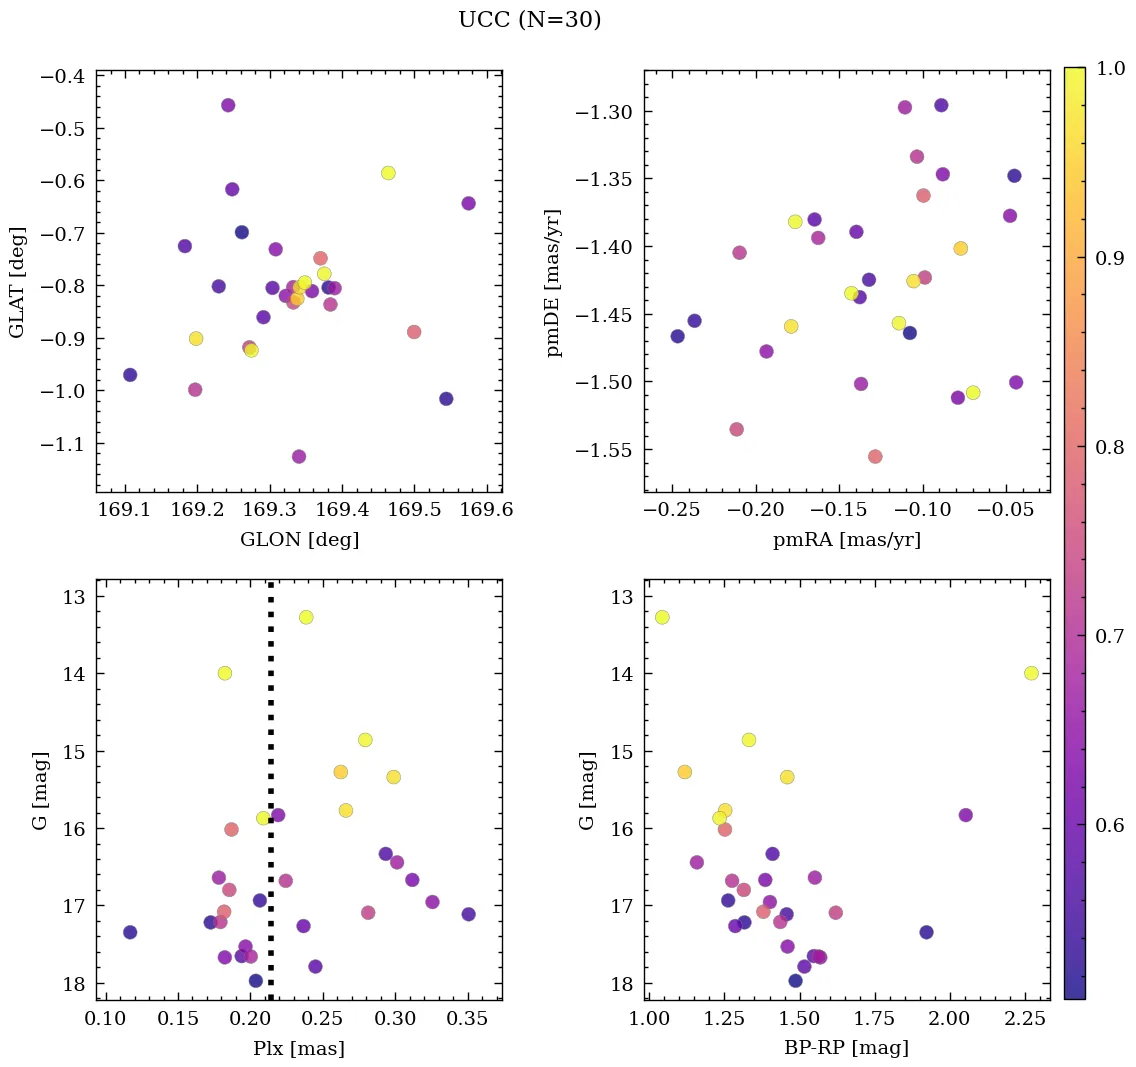 UCC (N=30)
−0.4
−0.5
−0.6
−0.7
−0.8
−0.9
−1.0
−1.1
GLAT [deg]
169.1 169.2 169.3 169.4 169.5 169.6
GLON [deg]
−1.30
−1.35
−1.40
−1.45
−1.50
−1.55
pmDE [mas/yr]
−0.25 −0.20 −0.15 −0.10 −0.05
pmRA [mas/yr]
13
14
15
16
17
18
G [mag]
0.10 0.15 0.20 0.25 0.30 0.35
Plx [mas]
13
14
15
16
17
18
G [mag]
1.00 1.25 1.50 1.75 2.00 2.25
BP-RP [mag]
1.0
0.9
0.8
0.7
0.6